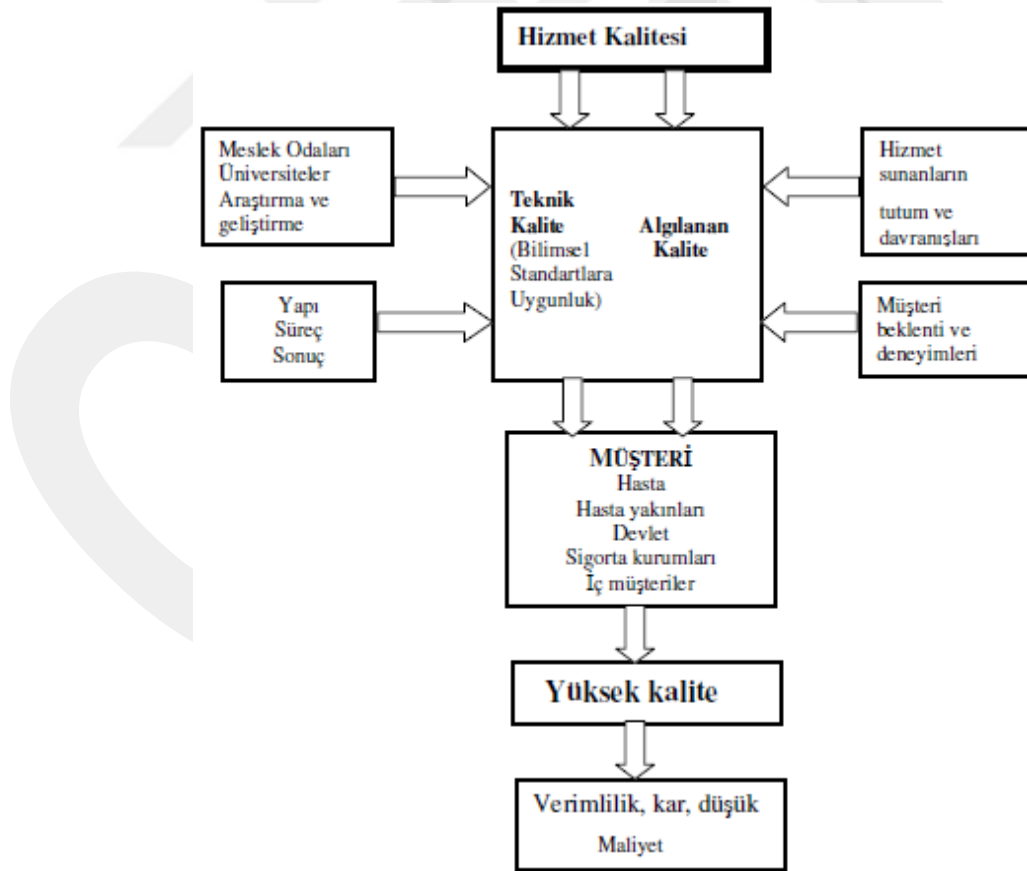 Hizmet Kalitesi
Meslek Odaları
Üniversiteler
Araştırma ve
geliştirme
Yapı
Süreç
Sonuç
Teknik
Kalite
(Bilimsel
Standartlara
Uygunluk)
Algılanan
Kalite
Hizmet
sunanların
tutum ve
davranışları
Müşteri
beklenti ve
deneyimleri
MÜŞTERİ
Hasta
Hasta yakınları
Devlet
Sigorta kurumları
İç müşteriler
Yüksek kalite
Verimlilik, kar, düşük
Maliyet